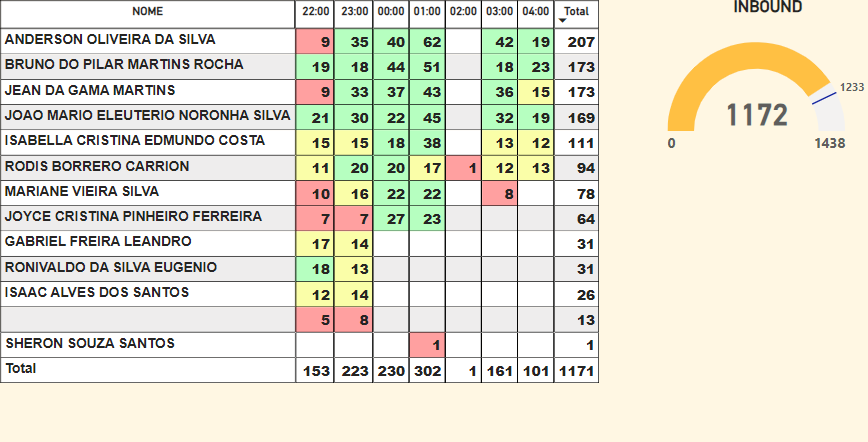 NOME 22:00 23:00 00:00 01:00 02:00 03:00 04:00 Total
ANDERSON OLIVEIRA DA SILVA 9 35 40 62 42 19 207
BRUNO DO PILAR MARTINS ROCHA 19 18 44 51 18 23 173
JEAN DA GAMA MARTINS 9 33 37 43 36 15 173
JOAO MARIO ELEUTERIO NORONHA SILVA 21 30 22 45 32 19 169
ISABELLA CRISTINA EDMUNDO COSTA 15 15 18 38 13 12 111
RODIS BORRERO CARRION 11 20 20 17 1 12 13 94
MARIANE VIEIRA SILVA 10 16 22 22 8 78
JOYCE CRISTINA PINHEIRO FERREIRA 7 7 27 23 64
GABRIEL FREIRA LEANDRO 17 14 31
RONIVALDO DA SILVA EUGENIO 18 13 31
ISAAC ALVES DOS SANTOS 12 14 26
5 8 13
SHERON SOUZA SANTOS 1 1
Total 153 223 230 302 1 161 101 1171
INBOUND
1233
1172
0 1438